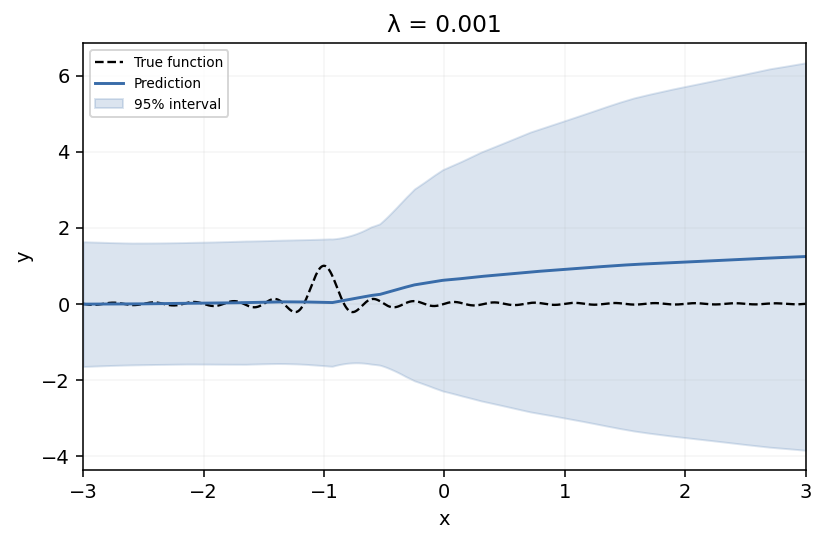 λ = 0.001
True function
Prediction
95% interval
y
6
4
2
0
−2
−4
−3
−2
−1
0
1
2
3
x